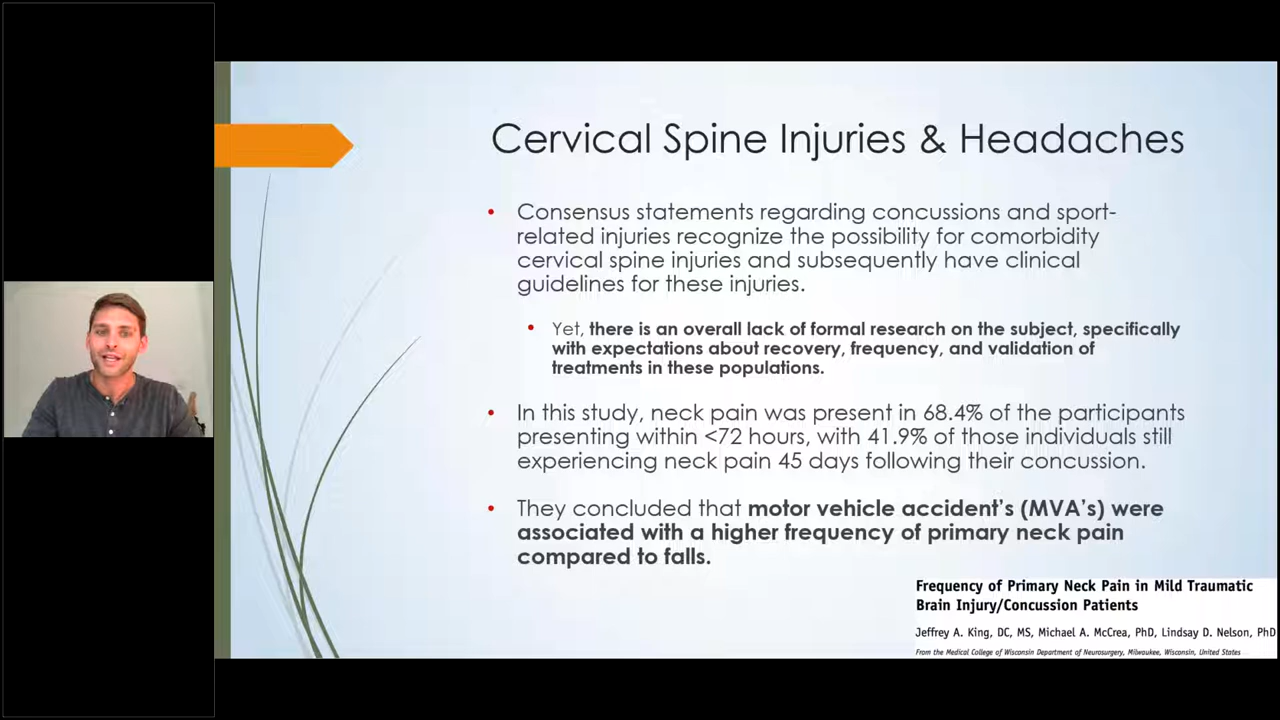 Cervical Spine Injuries & Headaches
• Consensus statements regarding concussions and sport-
related injuries recognize the possibility for comorbidity
cervical spine injuries and subsequently have clinical
guidelines for these injuries.
• Yet, there is an overall lack of formal research on the subject, specifically
with expectations about recovery, frequency, and validation of
treatments in these populations.
• In this study, neck pain was present in 68.4% of the participants
presenting within <72 hours, with 41.9% of those individuals still
experiencing neck pain 45 days following their concussion.
• They concluded that motor vehicle accident's (MVA's) were
associated with a higher frequency of primary neck pain
compared to falls.
Frequency of Primary Neck Pain in Mild Traumatic
Brain Injury/Concussion Patients
Jeffrey A. King, DC, MS, Michael A. McCrea, PhD, Lindsay D. Nelson, PhD
From the Medical College of Wisconsin Department of Neurosurgery, Milwaukee, Wisconsin, United States